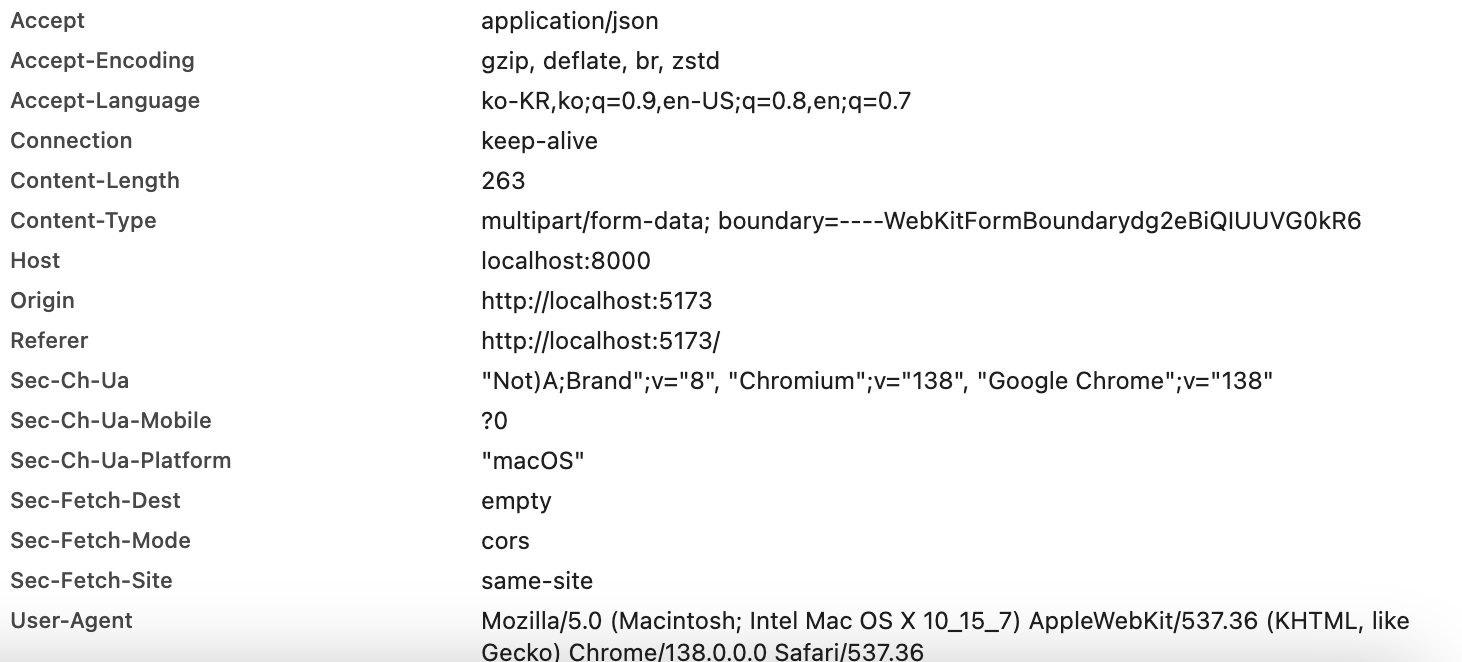 Accept application/json
Accept-Encoding gzip, deflate, br, zstd
Accept-Language ko-KR,ko;q=0.9,en-US;q=0.8,en;q=0.7
Connection keep-alive
Content-Length 263
Content-Type multipart/form-data; boundary=----WebKitFormBoundarydg2eBiQIUUVG0kR6
Host localhost:8000
Origin http://localhost:5173
Referer http://localhost:5173/
Sec-Ch-Ua "Not)A;Brand";v="8", "Chromium";v="138", "Google Chrome";v="138"
Sec-Ch-Ua-Mobile ?0
Sec-Ch-Ua-Platform "macOS"
Sec-Fetch-Dest empty
Sec-Fetch-Mode cors
Sec-Fetch-Site same-site
User-Agent Mozilla/5.0 (Macintosh; Intel Mac OS X 10_15_7) AppleWebKit/537.36 (KHTML, like
Gecko) Chrome/138.0.0.0 Safari/537.36